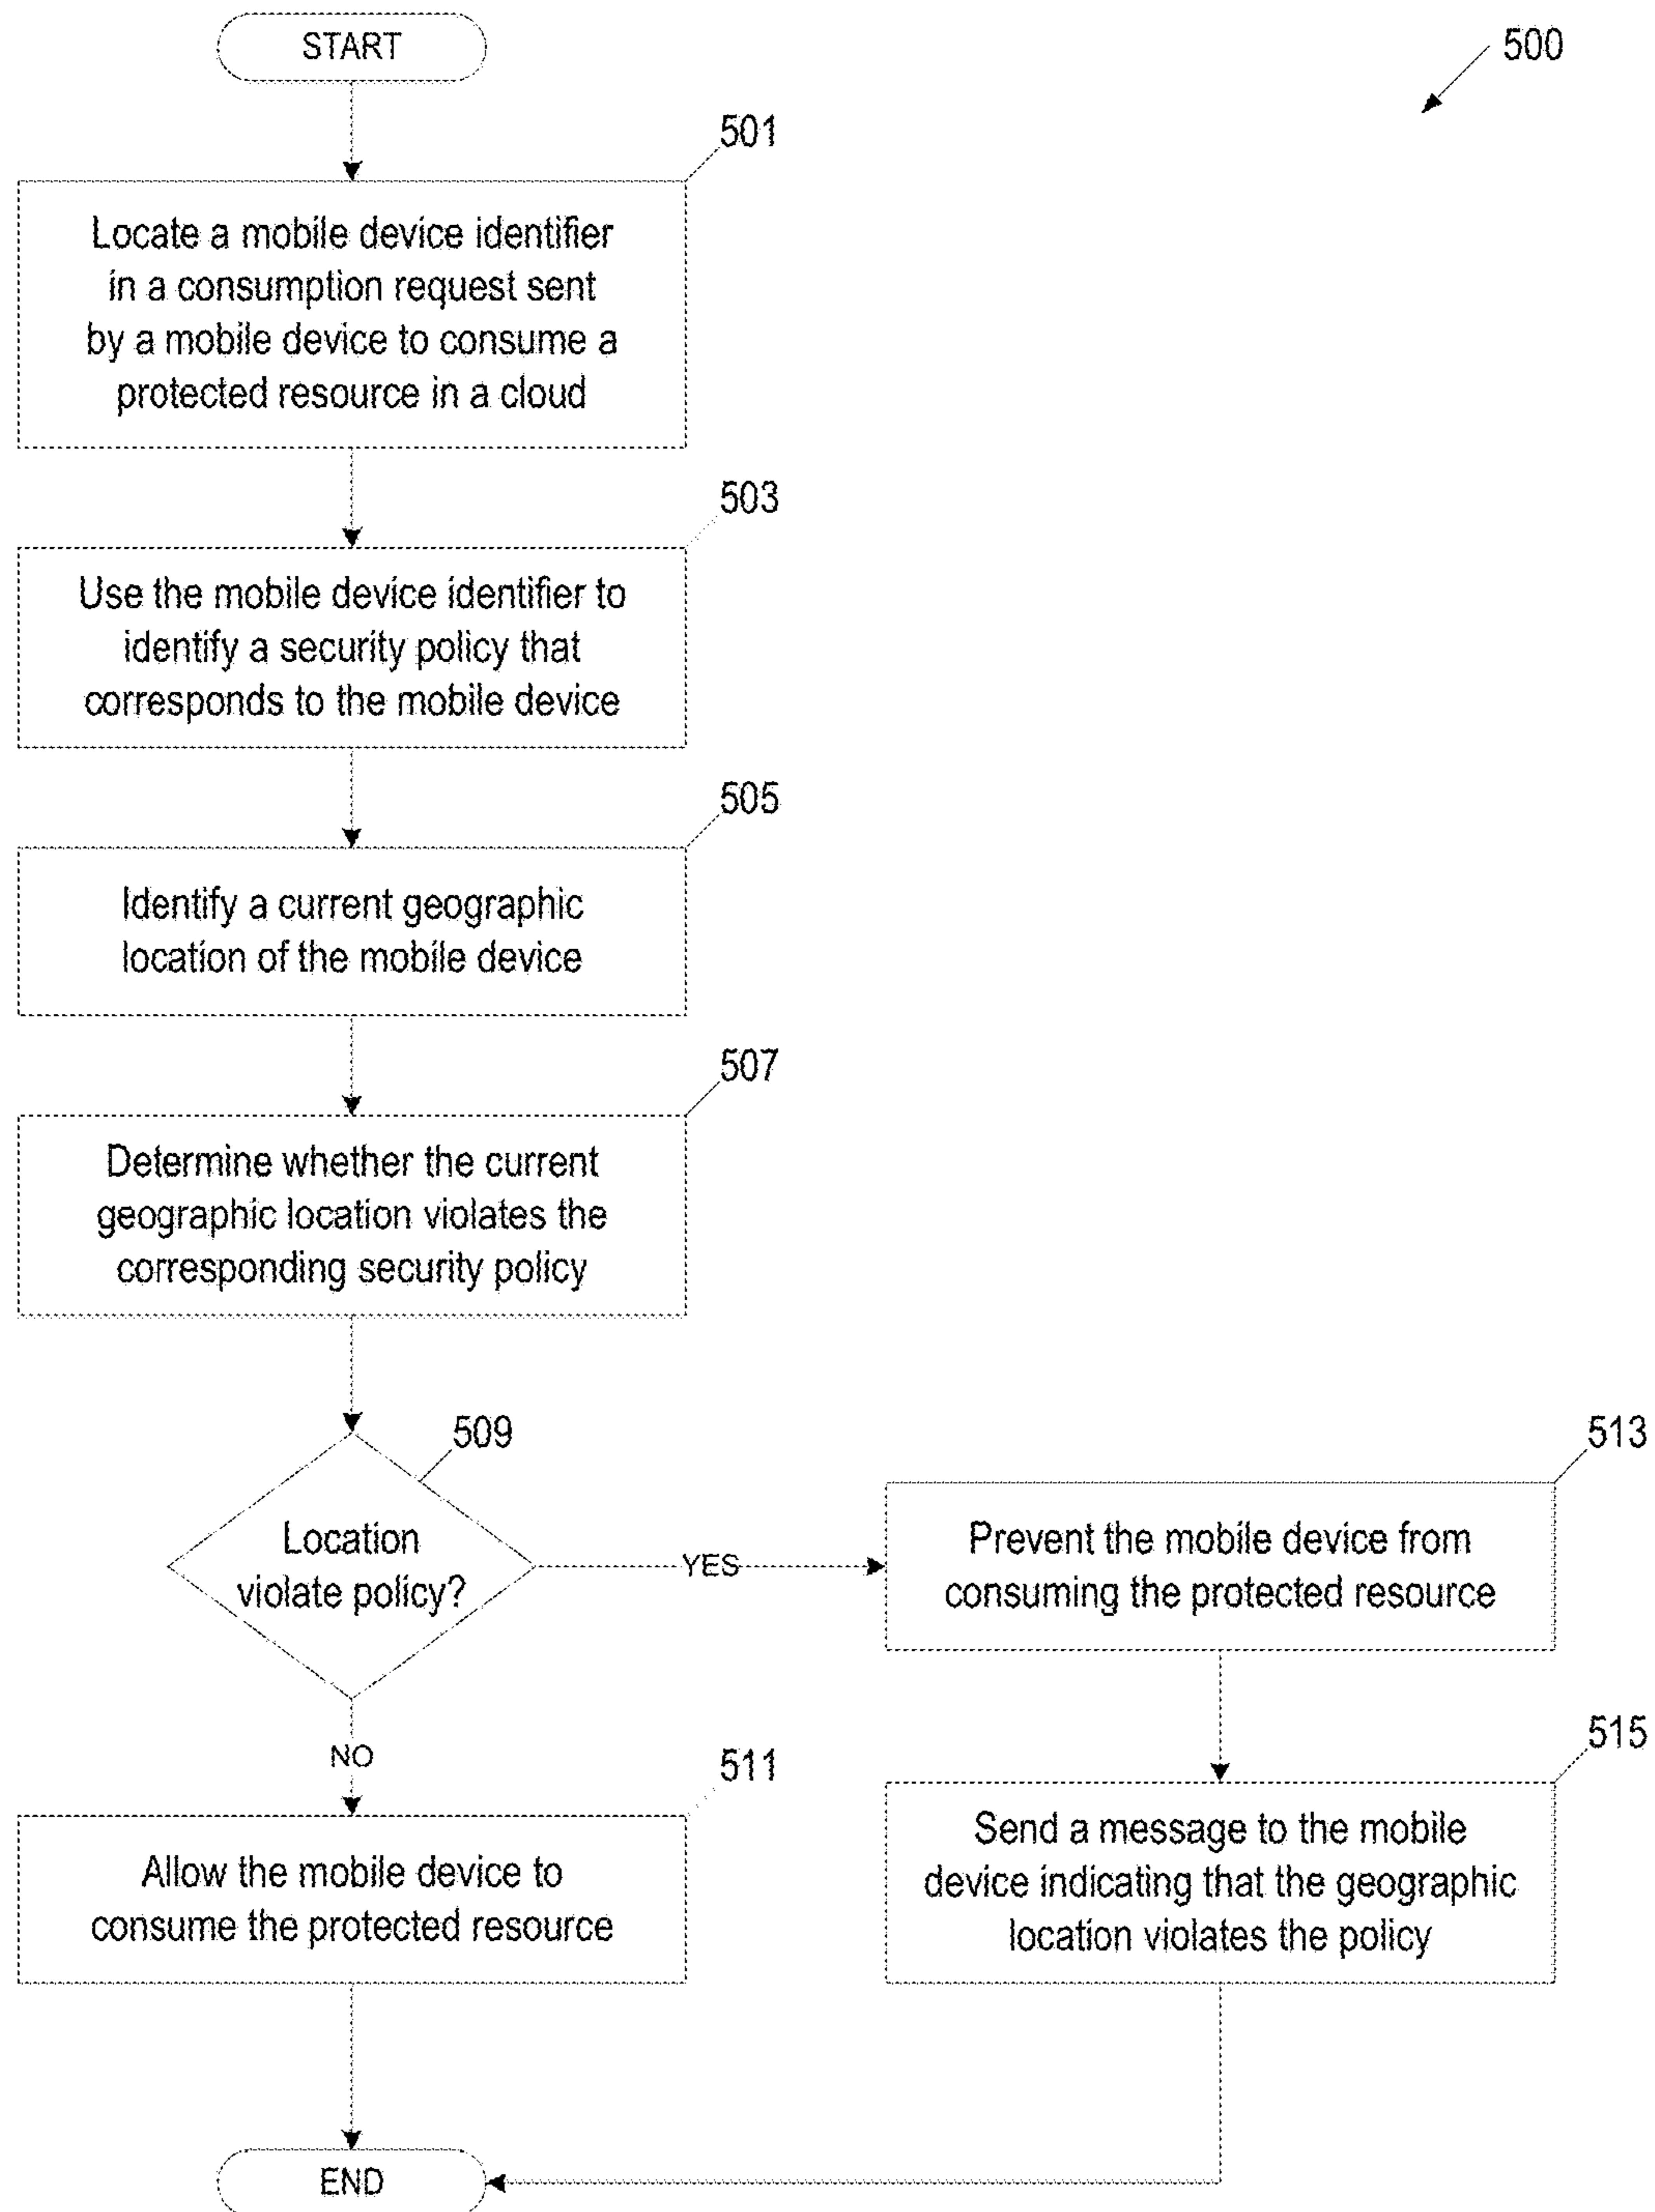 START
500
501
Locate a mobile device identifier
in a consumption request sent
by a mobile device to consume a
protected resource in a cloud
503
Use the mobile device identifier to
identify a security policy that
corresponds to the mobile device
505
Identify a current geographic
location of the mobile device
507
Determine whether the current
geographic location violates the
corresponding security policy
509
Location
violate policy?
YES
513
Prevent the mobile device from
consuming the protected resource
NO
511
Allow the mobile device to
consume the protected resource
515
Send a message to the mobile
device indicating that the geographic
location violates the policy
END